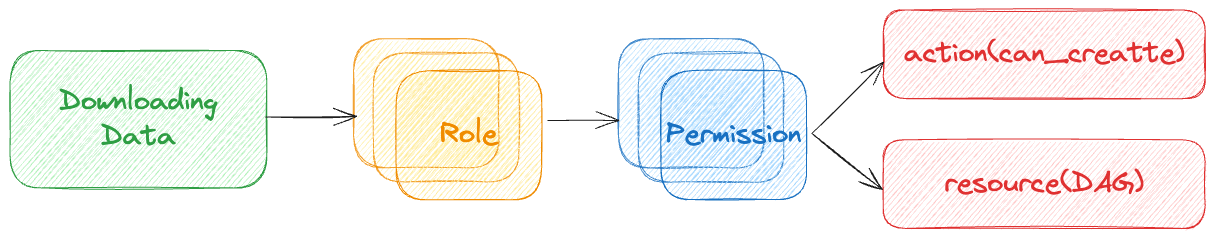 Downloading
Data
Role
Permission
action(can_creatte)
resource(DAG)